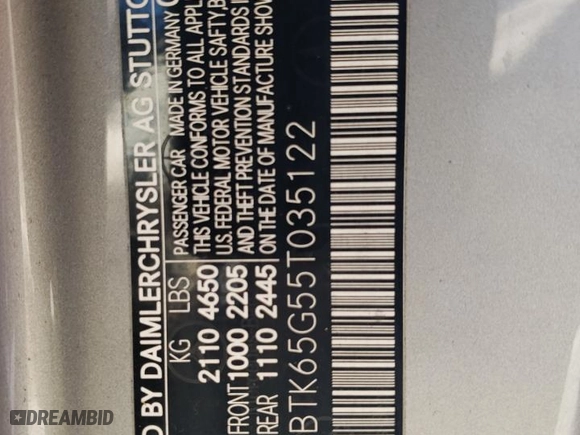 D BY DAIMLERCHRYSLER AG STUTTG
KG LBS
2110 4650
FRONT 1000 2205
REAR 1110 2445
PASSENGER CAR MADE IN GERMANY
THIS VEHICLE CONFORMS TO ALL APPL
U.S. FEDERAL MOTOR VEHICLE SAFTY,B
AND THEFT PREVENTION STANDARDS I
ON THE DATE OF MANUFACTURE SHOW
BTK65G55T035122
DREAMBID